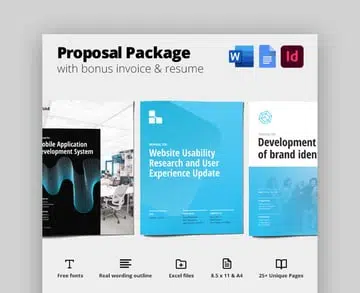 Proposal Package
with bonus invoice & resume
W
Id
obile Application
evelopment System
Website Usability
Research and User
Experience Update
Development
of brand iden
Free fonts
Real wording outline
Excel files
8.5 x 11 & A4
25+ Unique Pages